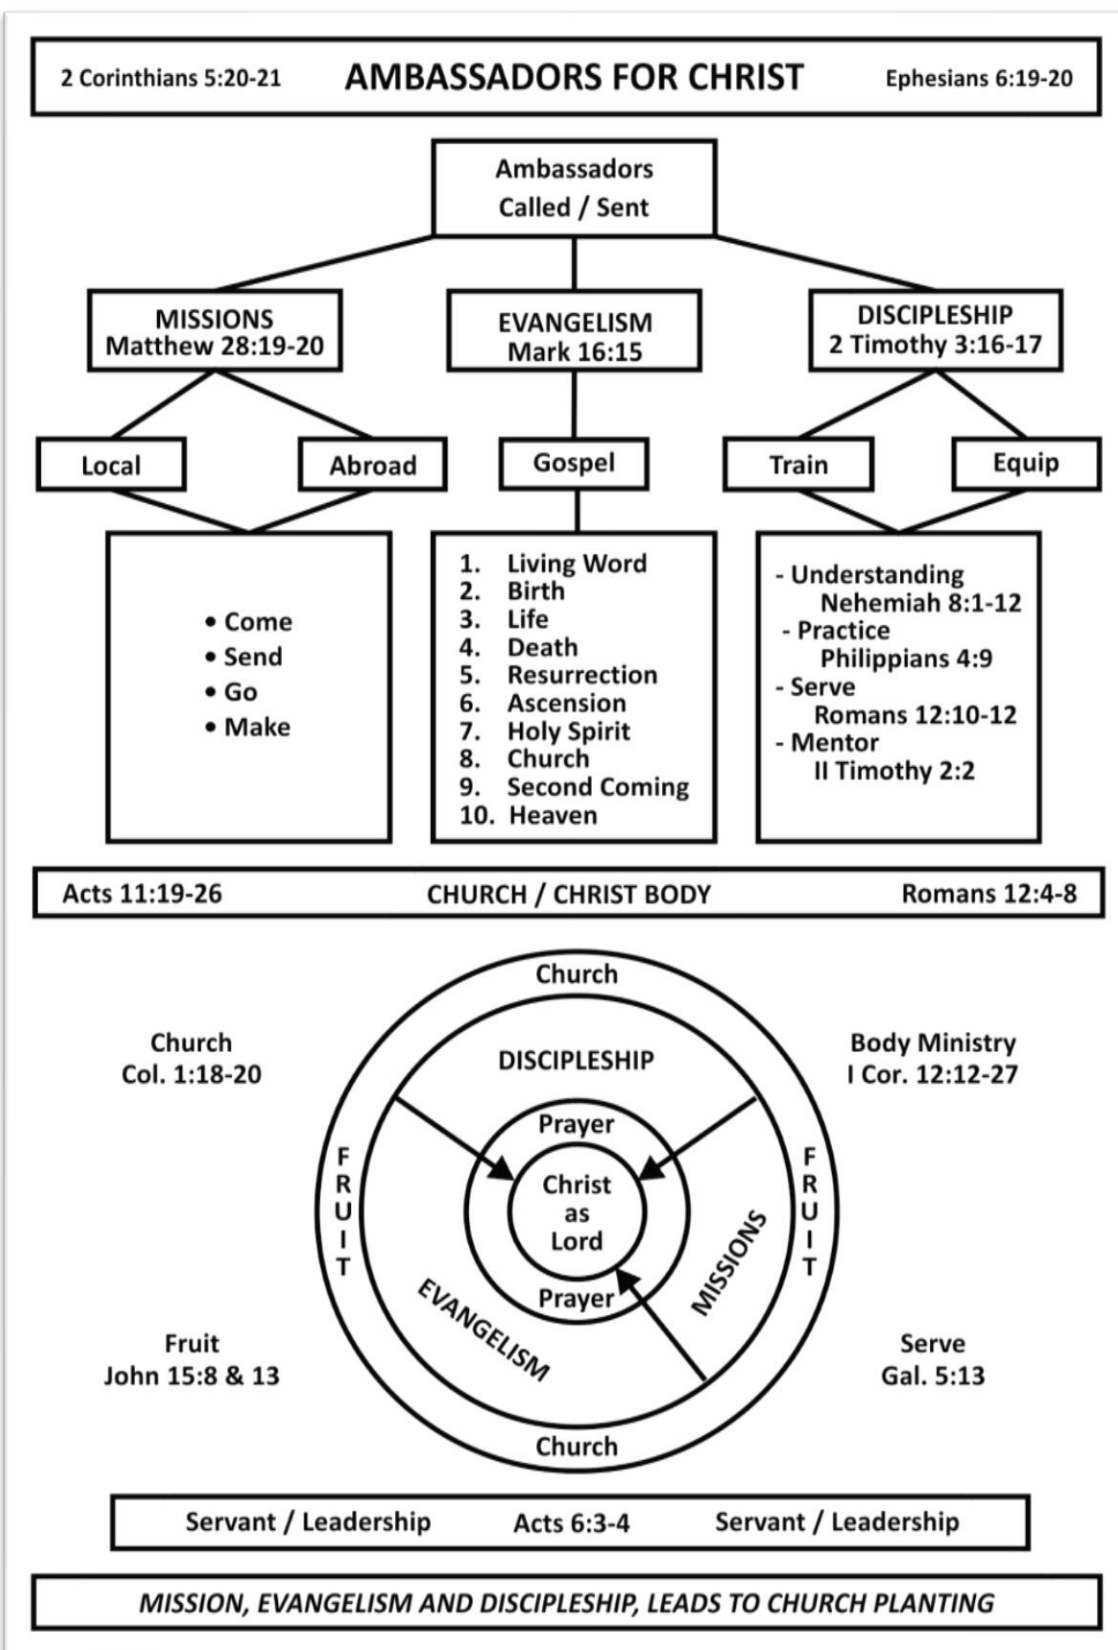 2 Corinthians 5:20-21 AMBASSADORS FOR CHRIST Ephesians 6:19-20
Ambassadors
Called / Sent
MISSIONS
Matthew 28:19-20
EVANGELISM
Mark 16:15
DISCIPLESHIP
2 Timothy 3:16-17
Local
Abroad
Gospel
Train
Equip
• Come
• Send
• Go
• Make
1. Living Word
2. Birth
3. Life
4. Death
5. Resurrection
6. Ascension
7. Holy Spirit
8. Church
9. Second Coming
10. Heaven
- Understanding
Nehemiah 8:1-12
- Practice
Philippians 4:9
- Serve
Romans 12:10-12
- Mentor
II Timothy 2:2
Acts 11:19-26 CHURCH / CHRIST BODY Romans 12:4-8
Church
Col. 1:18-20
Body Ministry
I Cor. 12:12-27
Church
DISCIPLESHIP
Prayer
Christ
as
Lord
Prayer
FRUIT
FRUIT
EVANGELISM
MISSIONS
Church
Fruit
John 15:8 & 13
Serve
Gal. 5:13
Servant / Leadership Acts 6:3-4 Servant / Leadership
MISSION, EVANGELISM AND DISCIPLESHIP, LEADS TO CHURCH PLANTING